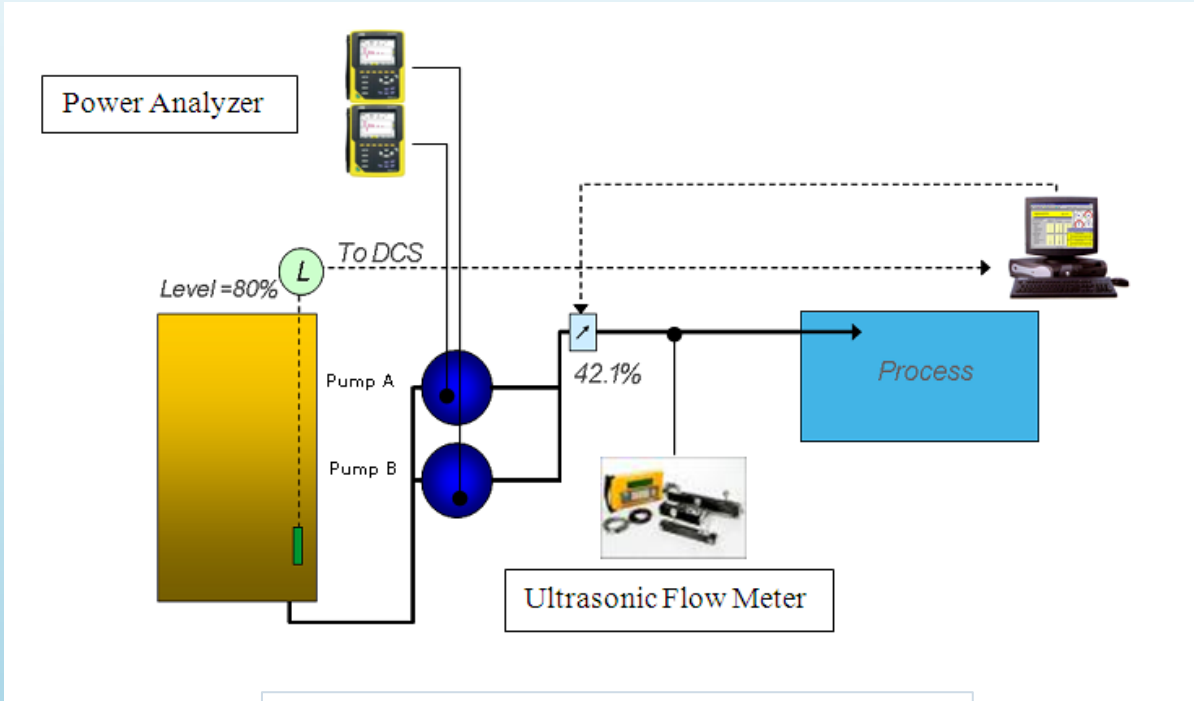 Power Analyzer
To DCS
L
Level =80%
Pump A
42.1%
Process
Pump B
Ultrasonic Flow Meter